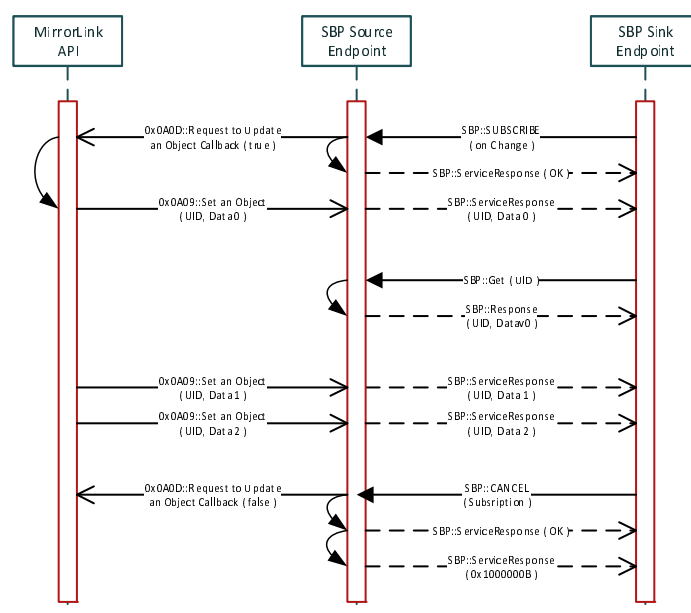 MirrorLink
API
SBP Source
Endpoint
SBP Sink
Endpoint
0x0A0D::Request to Update
an Object Callback (true)
SBP::SUBSCRIBE
(on Change)
SBP::ServiceResponse (OK)
0x0A09::Set an Object
(UID, Data0)
SBP::ServiceResponse
(UID, Data0)
SBP::Get (UID)
SBP::Response
(UID, Datav0)
0x0A09::Set an Object
(UID, Data1)
SBP::ServiceResponse
(UID, Data1)
0x0A09::Set an Object
(UID, Data2)
SBP::ServiceResponse
(UID, Data2)
0x0A0D::Request to Update
an Object Callback (false)
SBP::CANCEL
(Subsription)
SBP::ServiceResponse (OK)
SBP::ServiceResponse
(0x1000000B)